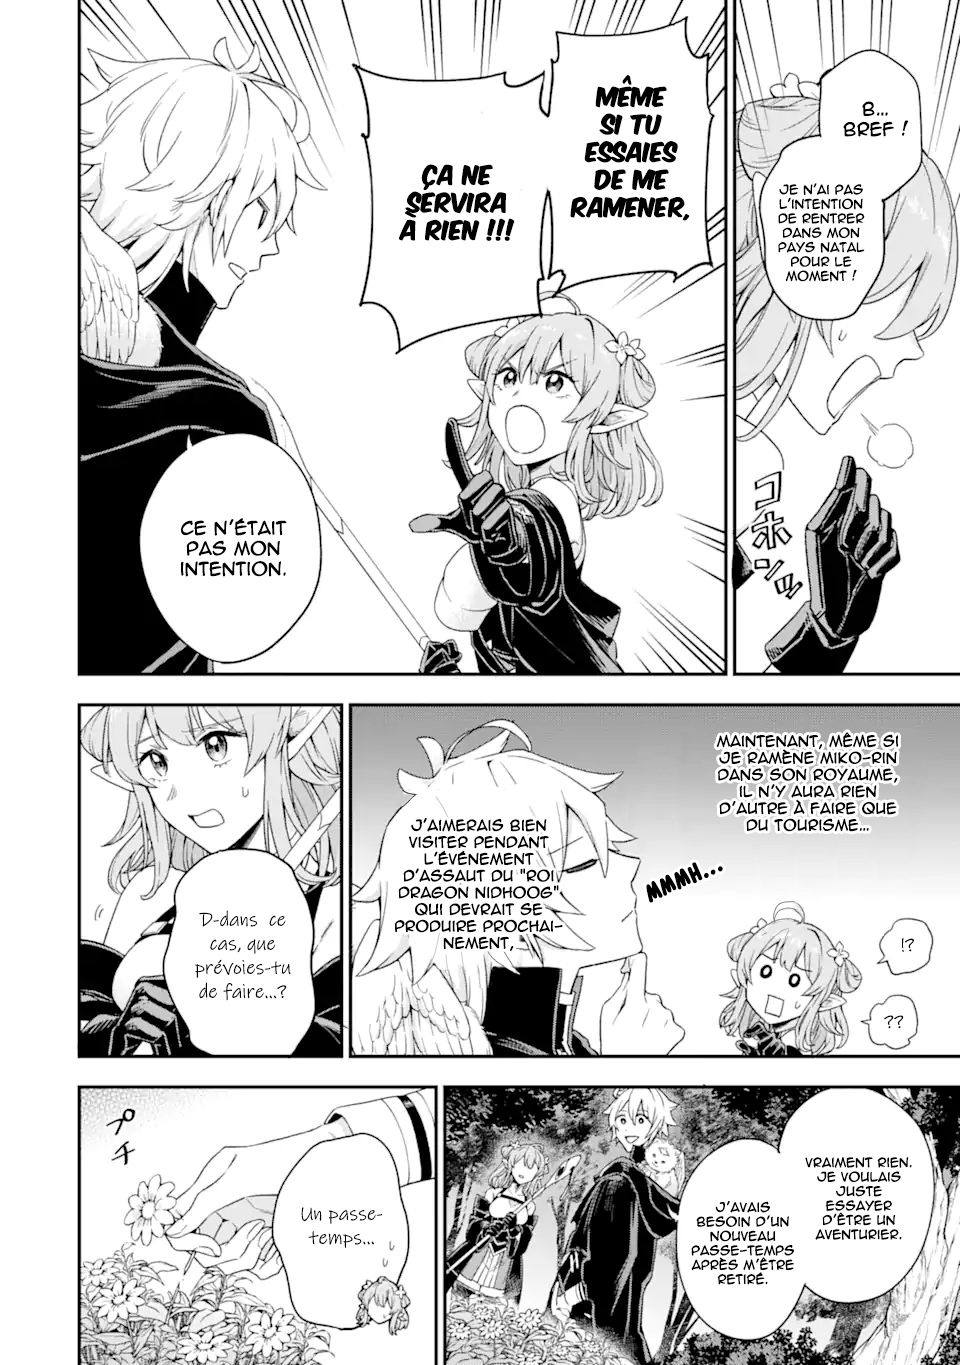 B...
BREF !
JE N'AI PAS
L'INTENTION
DE RENTRER
DANS MON
PAYS NATAL
POUR LE
MOMENT !
コホンッ
MÊME
SI TU
ESSAIES
DE ME
RAMENER,
ÇA NE
SERVIRA
À RIEN !!!
CE N'ÉTAIT
PAS MON
INTENTION.
MAINTENANT, MÊME SI
JE RAMÈNE MIKO-RIN
DANS SON ROYAUME,
IL N'Y AURA RIEN
D'AUTRE À FAIRE QUE
DU TOURISME...
MMMH...
J'AIMERAIS BIEN
VISITER PENDANT
L'ÉVÉNEMENT
D'ASSAUT DU "ROI
DRAGON NIDHOOG"
QUI DEVRAIT SE
PRODUIRE PROCHAI-
NEMENT,
!?
??
D-dans ce
cas, que
prévoies-tu
de faire...?
VRAIMENT RIEN.
JE VOULAIS
JUSTE
ESSAYER
D'ÊTRE UN
AVENTURIER.
J'AVAIS
BESOIN D'UN
NOUVEAU
PASSE-TEMPS
APRÈS M'ÊTRE
RETIRÉ.
Un passe-
temps...
プチ